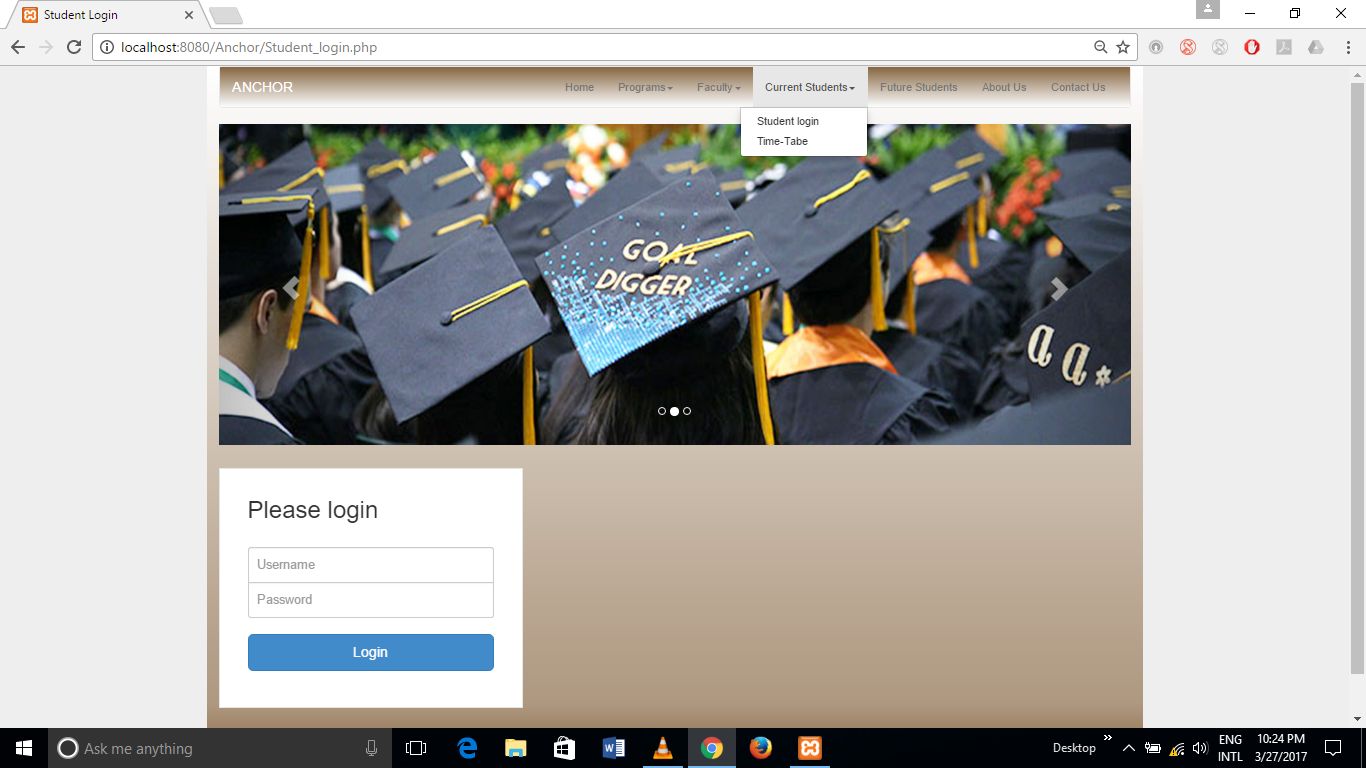 Student Login
localhost:8080/Anchor/Student_login.php
ANCHOR Home Programs Faculty Current Students Future Students About Us Contact Us
Student login
Time-Tabe
GOAL
DIGGER
a a.*
Please login
Username
Password
Login
Ask me anything
Desktop
ENG
INTL
10:24 PM
3/27/2017